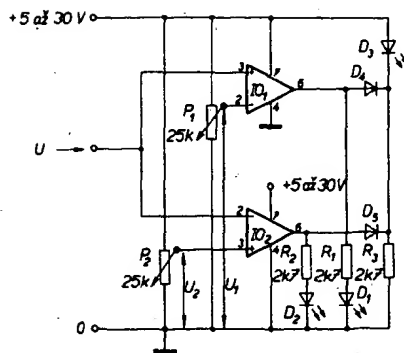 +5 až 30 V
D₃
3
7
6
D₄
IO₁
2
4
P₁
25k
U
+5 až 30V
7
D₅
2
6
IO₂
3
4
R₂
R₁
R₃
2k7
2k7
2k7
P₂
25k
U₂
U₁
D₂
D₁
0